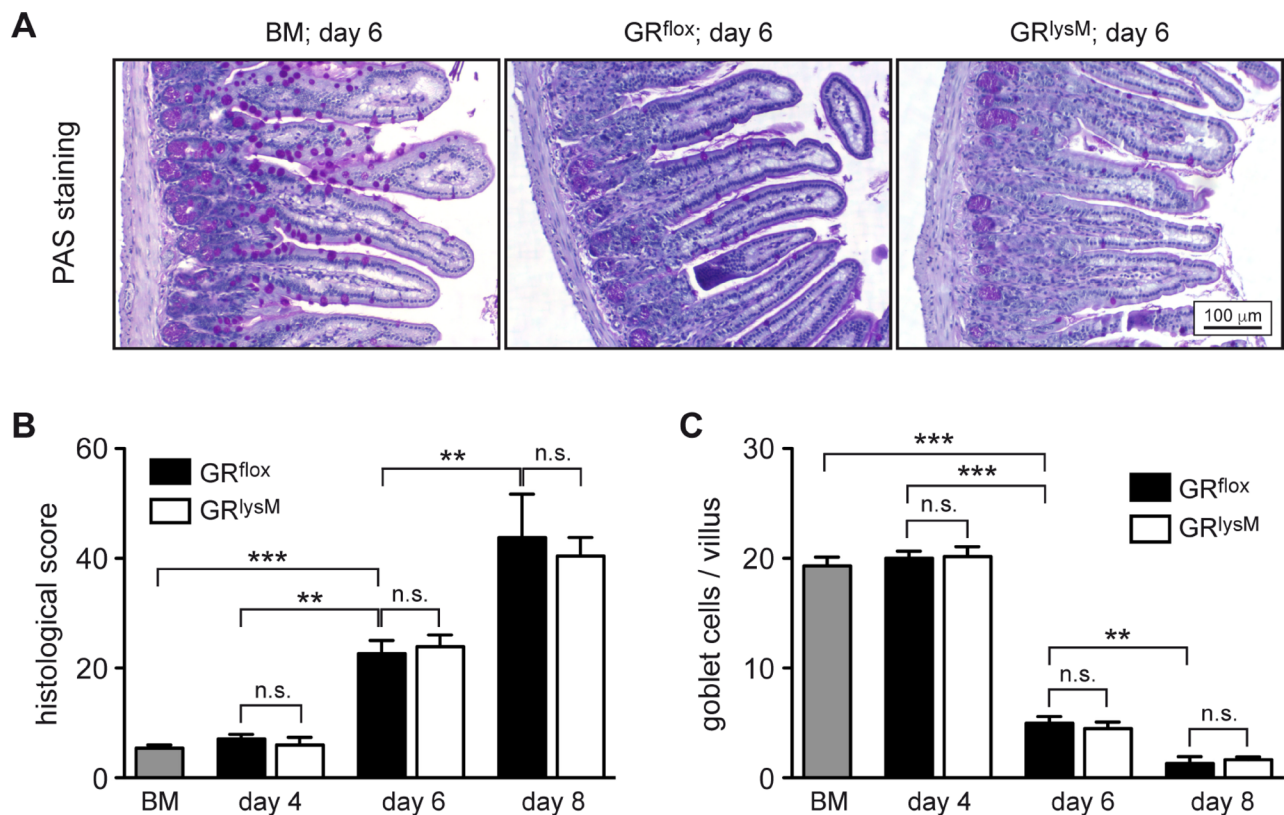 A
BM; day 6
GRflox; day 6
GRlysM; day 6
PAS staining
100 µm
B
histological score
60
40
20
0
GRflox
GRlysM
***
**
**
n.s.
n.s.
n.s.
BM
day 4
day 6
day 8
C
goblet cells / villus
30
20
10
0
***
***
GRflox
GRlysM
n.s.
**
n.s.
n.s.
BM
day 4
day 6
day 8